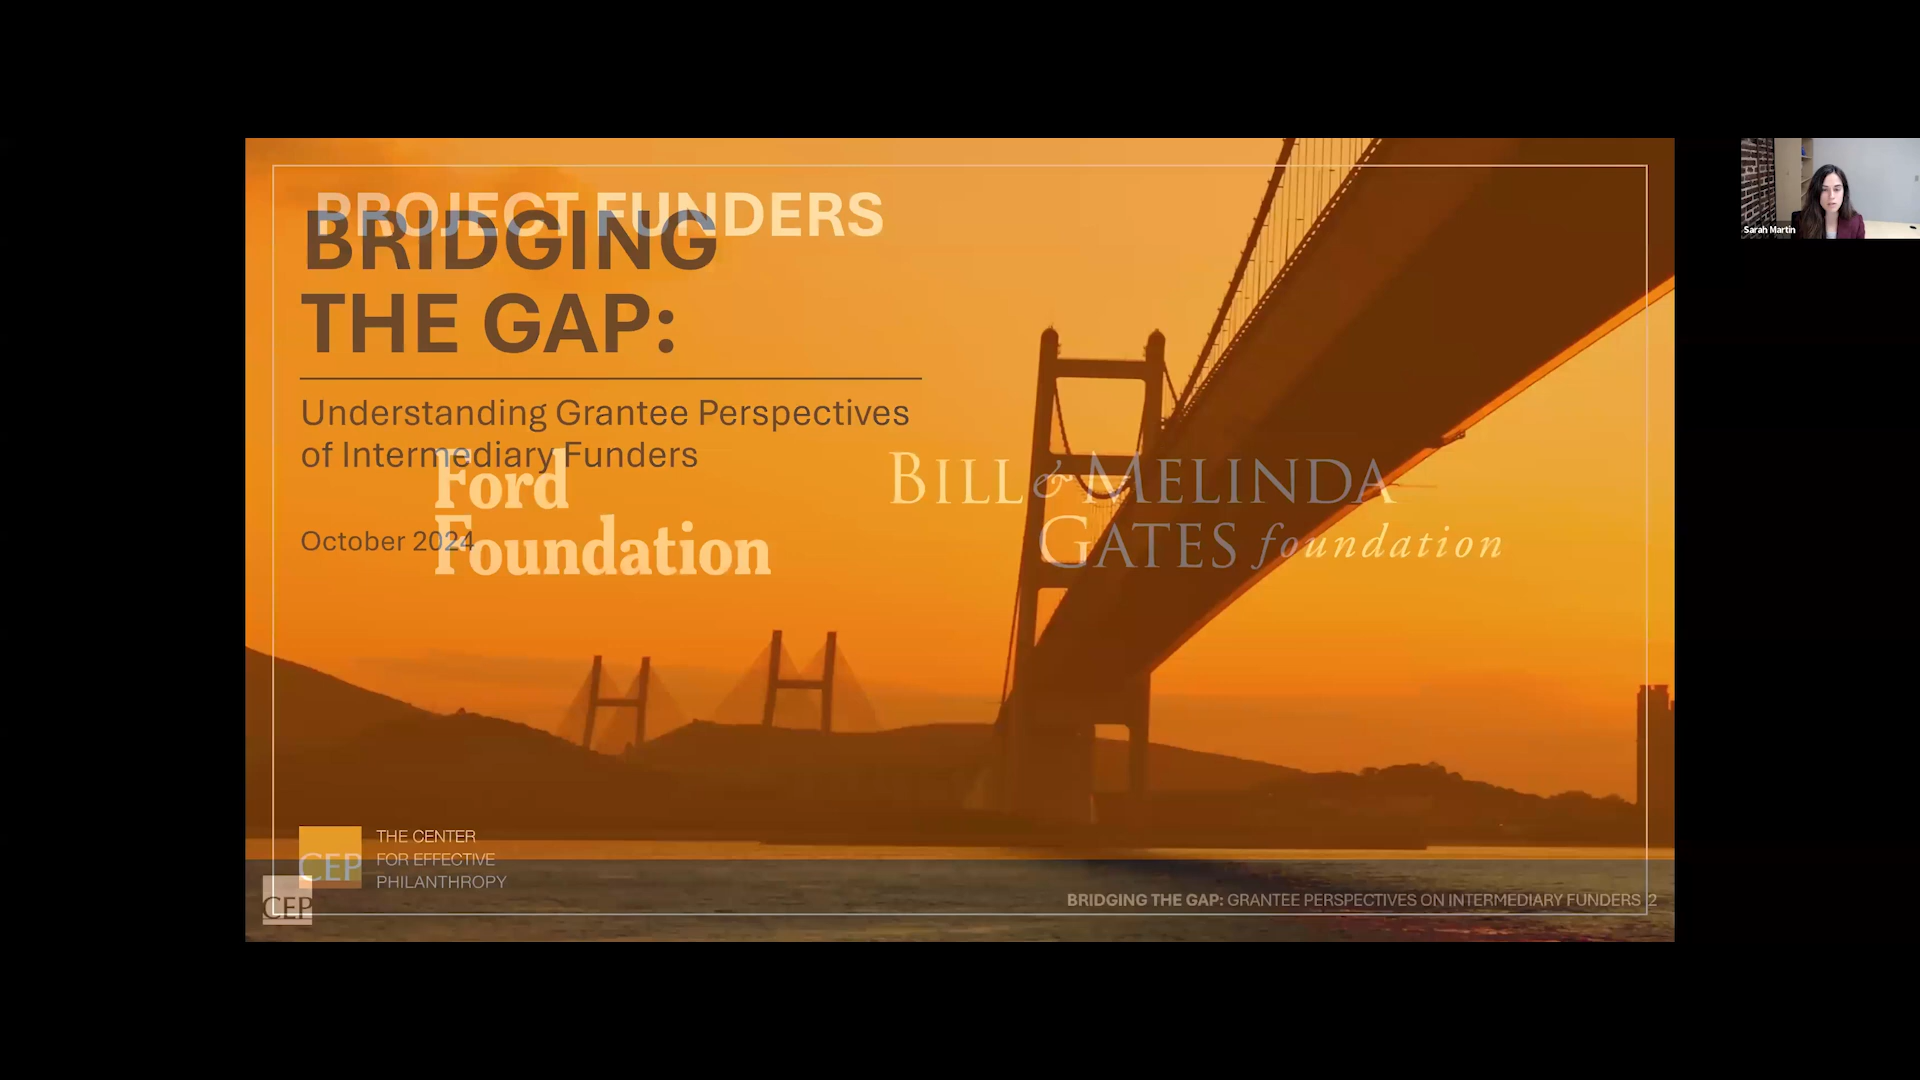 PROJECT FUNDERS
BRIDGING
THE GAP:
Understanding Grantee Perspectives
of Intermediary Funders
October 2024
Ford
Foundation
BILL & MELINDA
GATES foundation
CEP
THE CENTER
FOR EFFECTIVE
PHILANTHROPY
CEP
BRIDGING THE GAP: GRANTEE PERSPECTIVES ON INTERMEDIARY FUNDERS 2
Sarah Martin